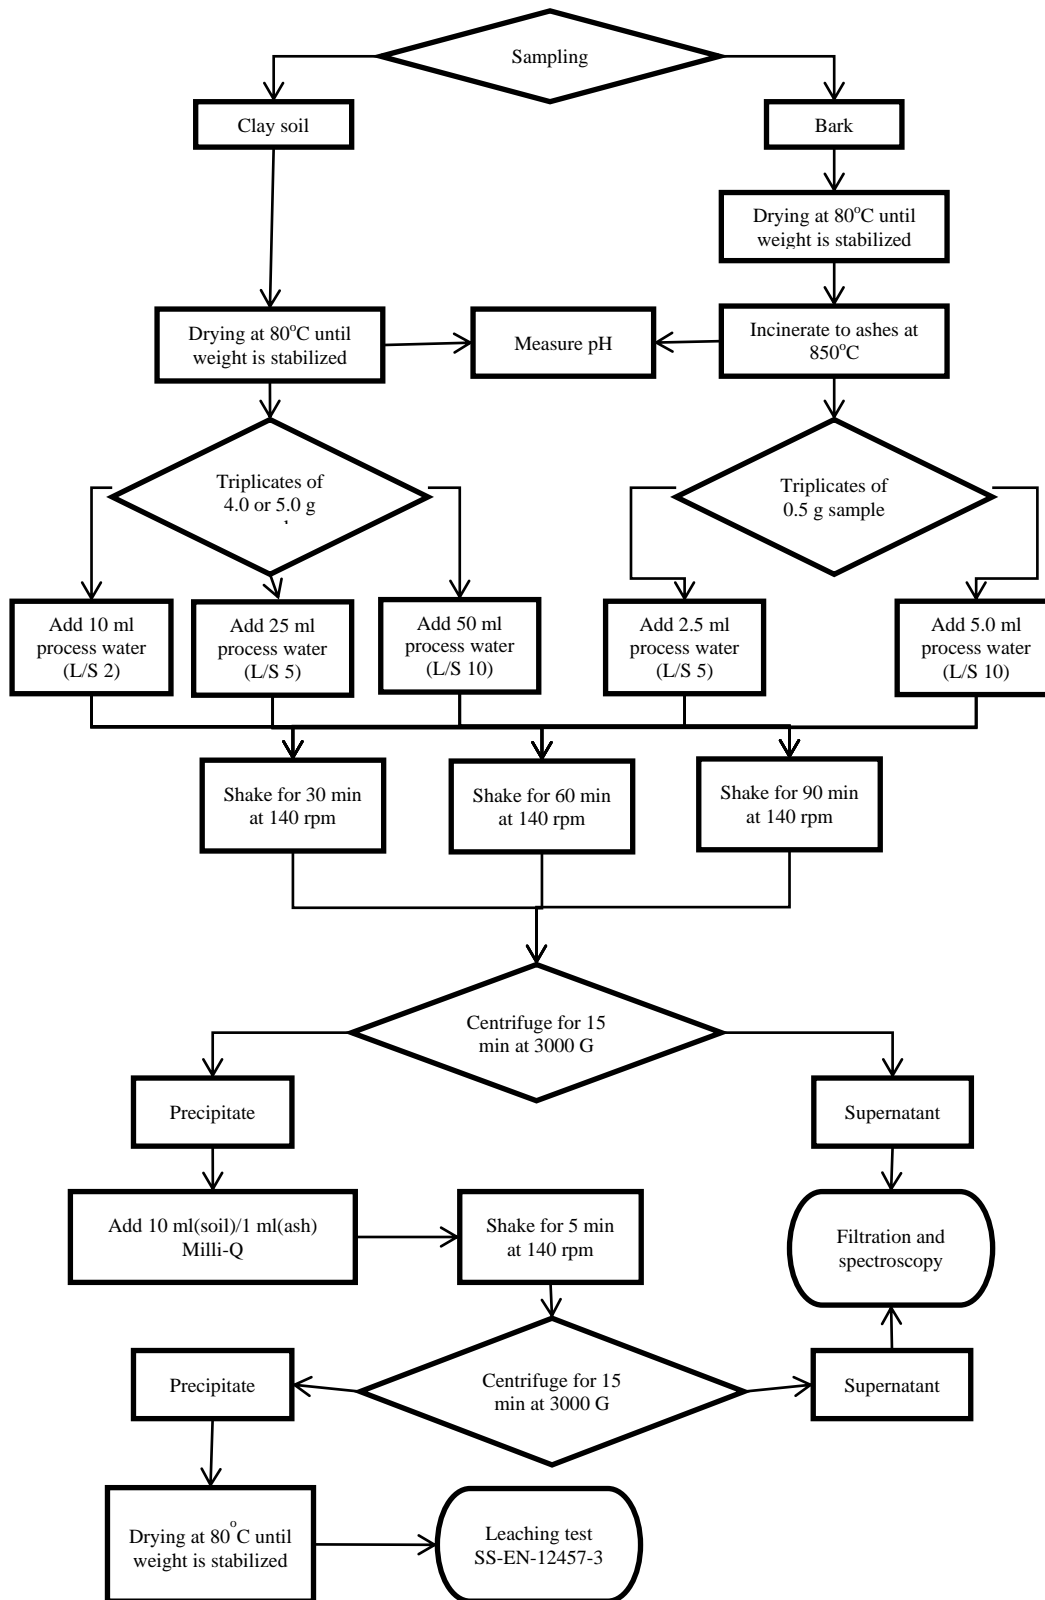 Sampling
Clay soil
Bark
Drying at 80°C until
weight is stabilized
Drying at 80°C until
weight is stabilized
Measure pH
Incinerate to ashes at
850°C
Triplicates of
4.0 or 5.0 g
Triplicates of
0.5 g sample
Add 10 ml
process water
(L/S 2)
Add 25 ml
process water
(L/S 5)
Add 50 ml
process water
(L/S 10)
Add 2.5 ml
process water
(L/S 5)
Add 5.0 ml
process water
(L/S 10)
Shake for 30 min
at 140 rpm
Shake for 60 min
at 140 rpm
Shake for 90 min
at 140 rpm
Centrifuge for 15
min at 3000 G
Precipitate
Supernatant
Add 10 ml(soil)/1 ml(ash)
Milli-Q
Shake for 5 min
at 140 rpm
Filtration and
spectroscopy
Precipitate
Centrifuge for 15
min at 3000 G
Supernatant
Drying at 80°C until
weight is stabilized
Leaching test
SS-EN-12457-3